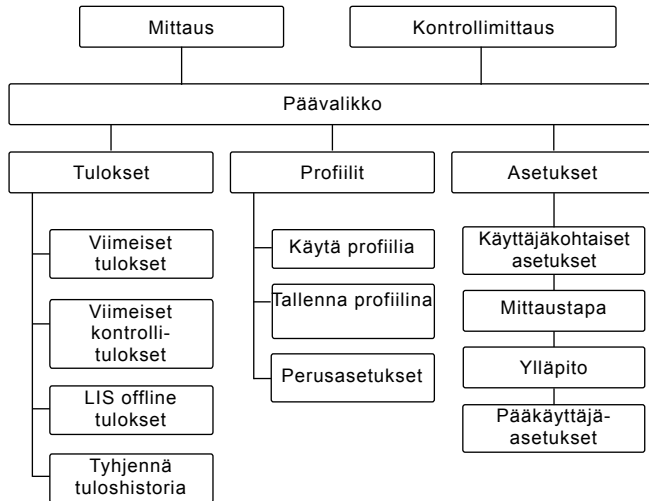 Mittaus
Kontrollimittaus
Päävalikko
Tulokset
Profiilit
Asetukset
Viimeiset
tulokset
Viimeiset
kontrolli-
tulokset
LIS offline
tulokset
Tyhjennä
tuloshistoria
Käytä profiilia
Tallenna profiilina
Perusasetukset
Käyttäjäkohtaiset
asetukset
Mittaustapa
Ylläpito
Pääkäyttäjä-
asetukset